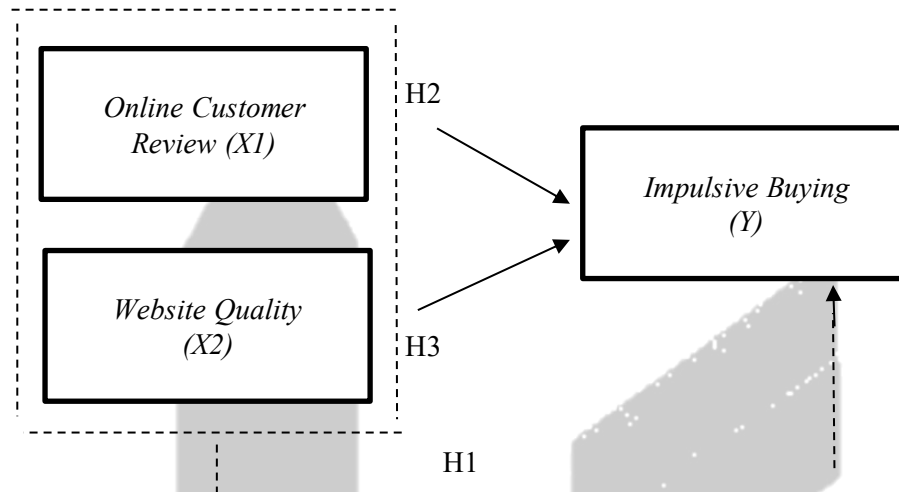 Online Customer
Review (X1)
H2
Impulsive Buying
(Y)
Website Quality
(X2)
H3
H1